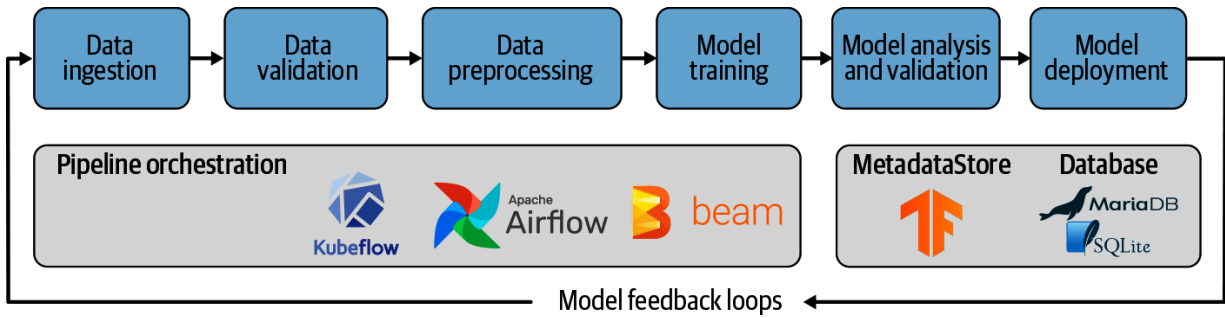 Data
ingestion
Data
validation
Data
preprocessing
Model
training
Model analysis
and validation
Model
deployment
Pipeline orchestration
Kubeflow
Apache
Airflow
beam
MetadataStore
Database
MariaDB
SQLite
Model feedback loops